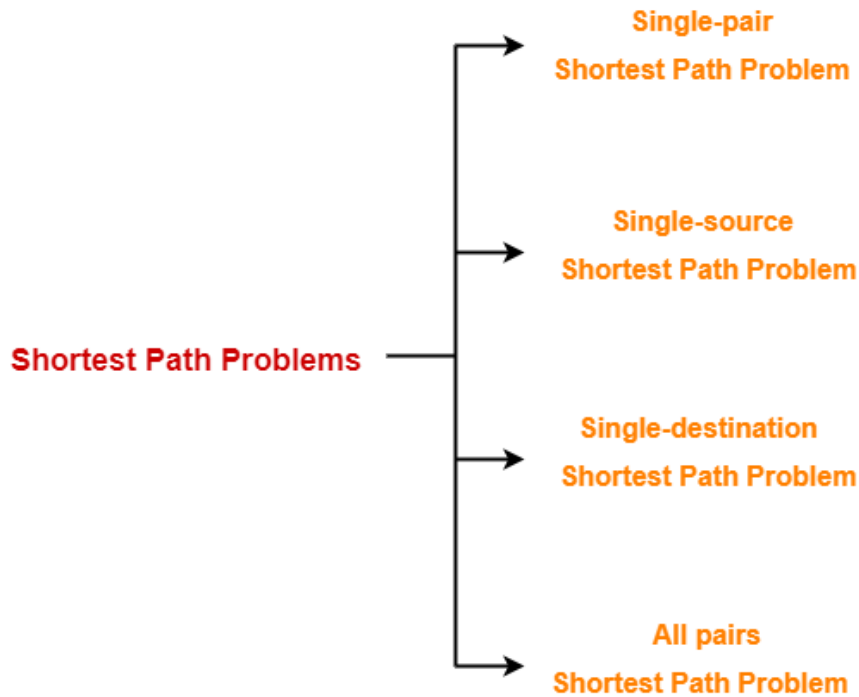 Single-pair
Shortest Path Problem
Single-source
Shortest Path Problem
Shortest Path Problems
Single-destination
Shortest Path Problem
All pairs
Shortest Path Problem